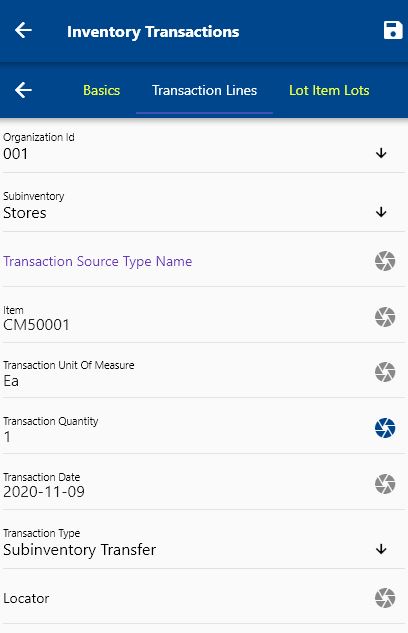 Inventory Transactions
Basics Transaction Lines Lot Item Lots
Organization Id
001
Subinventory
Stores
Transaction Source Type Name
Item
CM50001
Transaction Unit Of Measure
Ea
Transaction Quantity
1
Transaction Date
2020-11-09
Transaction Type
Subinventory Transfer
Locator